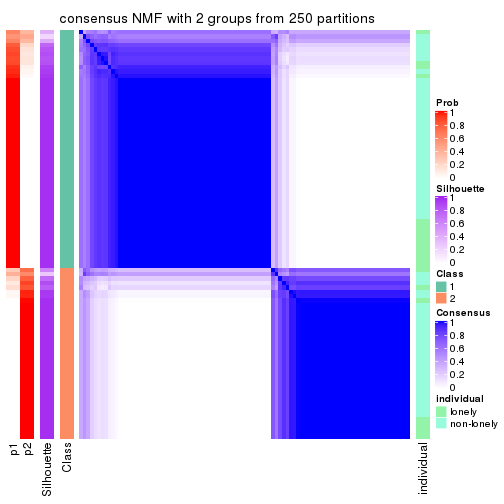 consensus NMF with 2 groups from 250 partitions
Prob
1
0.8
0.6
0.4
0.2
0
Silhouette
1
0.8
0.6
0.4
0.2
0
Class
1
2
Consensus
1
0.8
0.6
0.4
0.2
0
individual
lonely
non-lonely
p1
p2
Silhouette
Class
individual